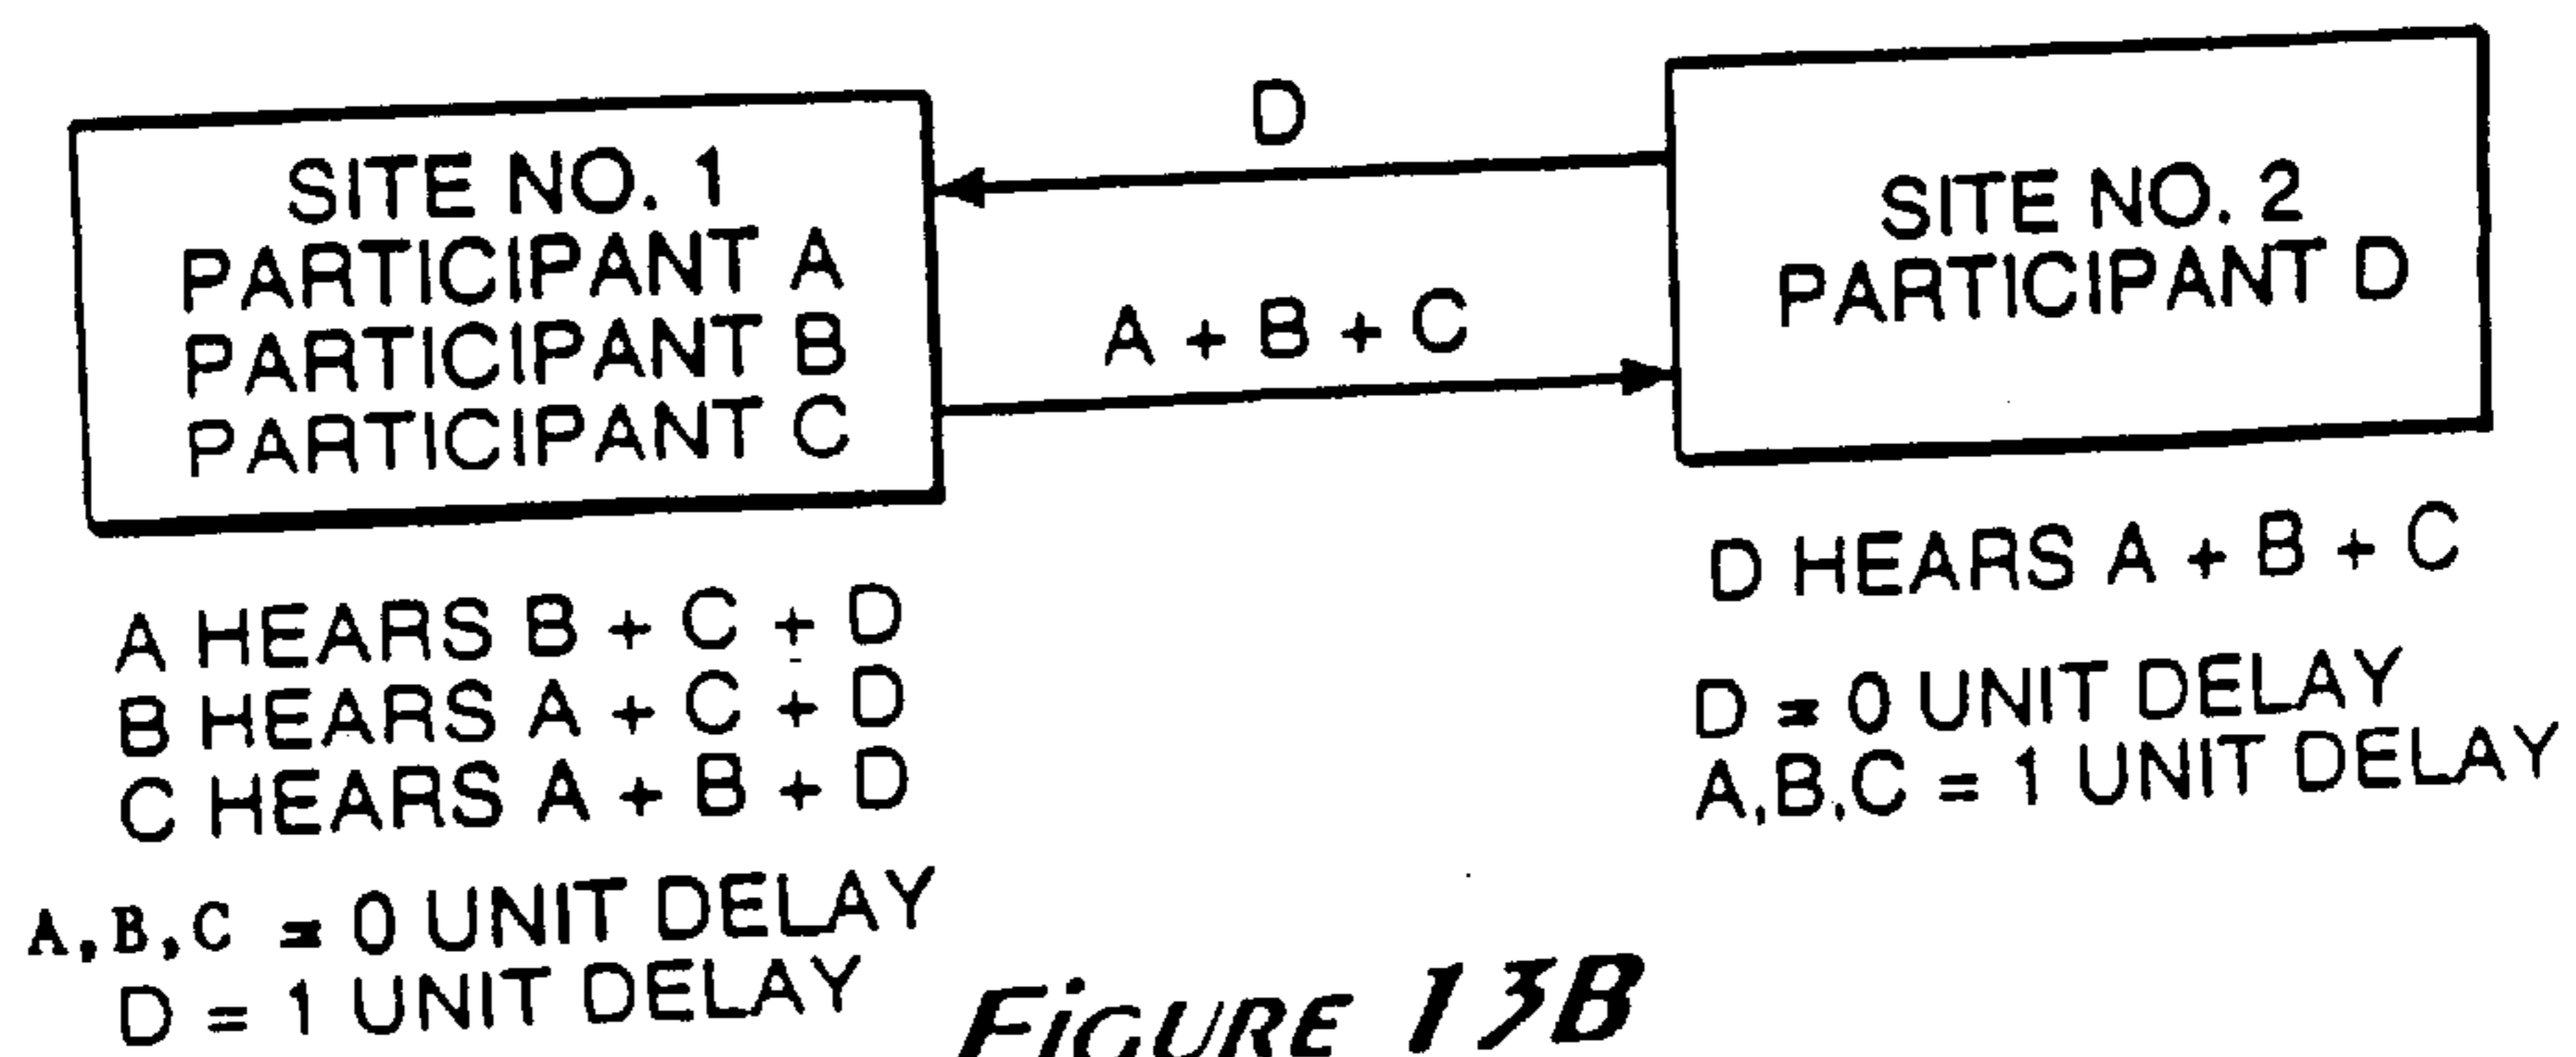 SITE NO. 1
PARTICIPANT A
PARTICIPANT B
PARTICIPANT C
D
A + B + C
SITE NO. 2
PARTICIPANT D
A HEARS B + C + D
B HEARS A + C + D
C HEARS A + B + D
A,B,C = 0 UNIT DELAY
D = 1 UNIT DELAY
D HEARS A + B + C
D = 0 UNIT DELAY
A,B,C = 1 UNIT DELAY
FIGURE 13B